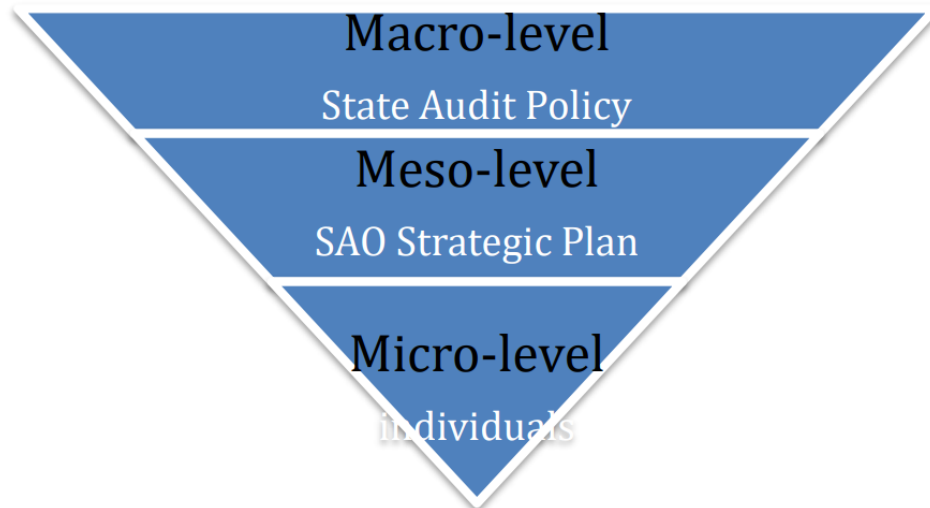 Macro-level
State Audit Policy
Meso-level
SAO Strategic Plan
Micro-level
individuals